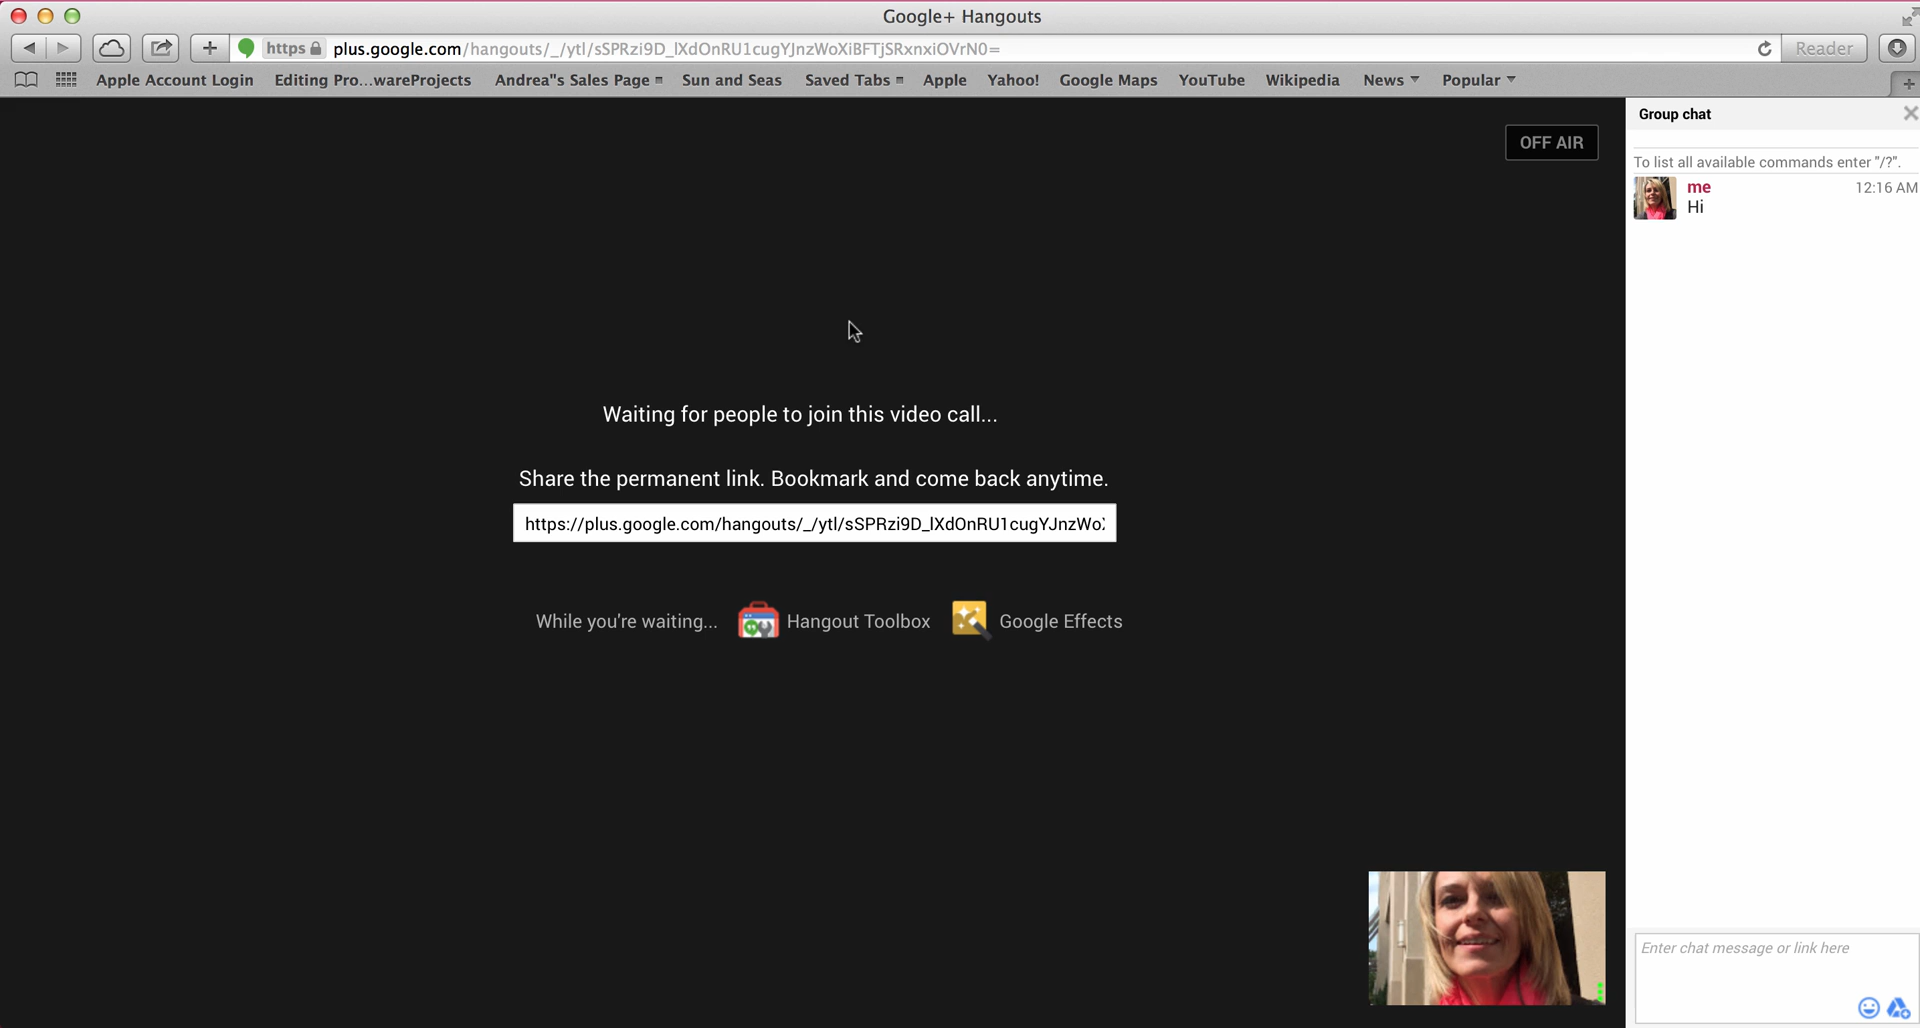 Google+ Hangouts
https plus.google.com/hangouts/_/ytl/sSPRzi9D_lXdOnRU1cugYJnzWoXiBFTjSRxnxiOVrN0=
Reader
Apple Account Login Editing Pro...wareProjects Andrea"s Sales Page Sun and Seas Saved Tabs Apple Yahoo! Google Maps YouTube Wikipedia News Popular
Group chat
OFF AIR
To list all available commands enter "/?".
me 12:16 AM
Hi
Waiting for people to join this video call...
Share the permanent link. Bookmark and come back anytime.
https://plus.google.com/hangouts/_/ytl/sSPRzi9D_lXdOnRU1cugYJnzWo
While you're waiting... Hangout Toolbox Google Effects
Enter chat message or link here